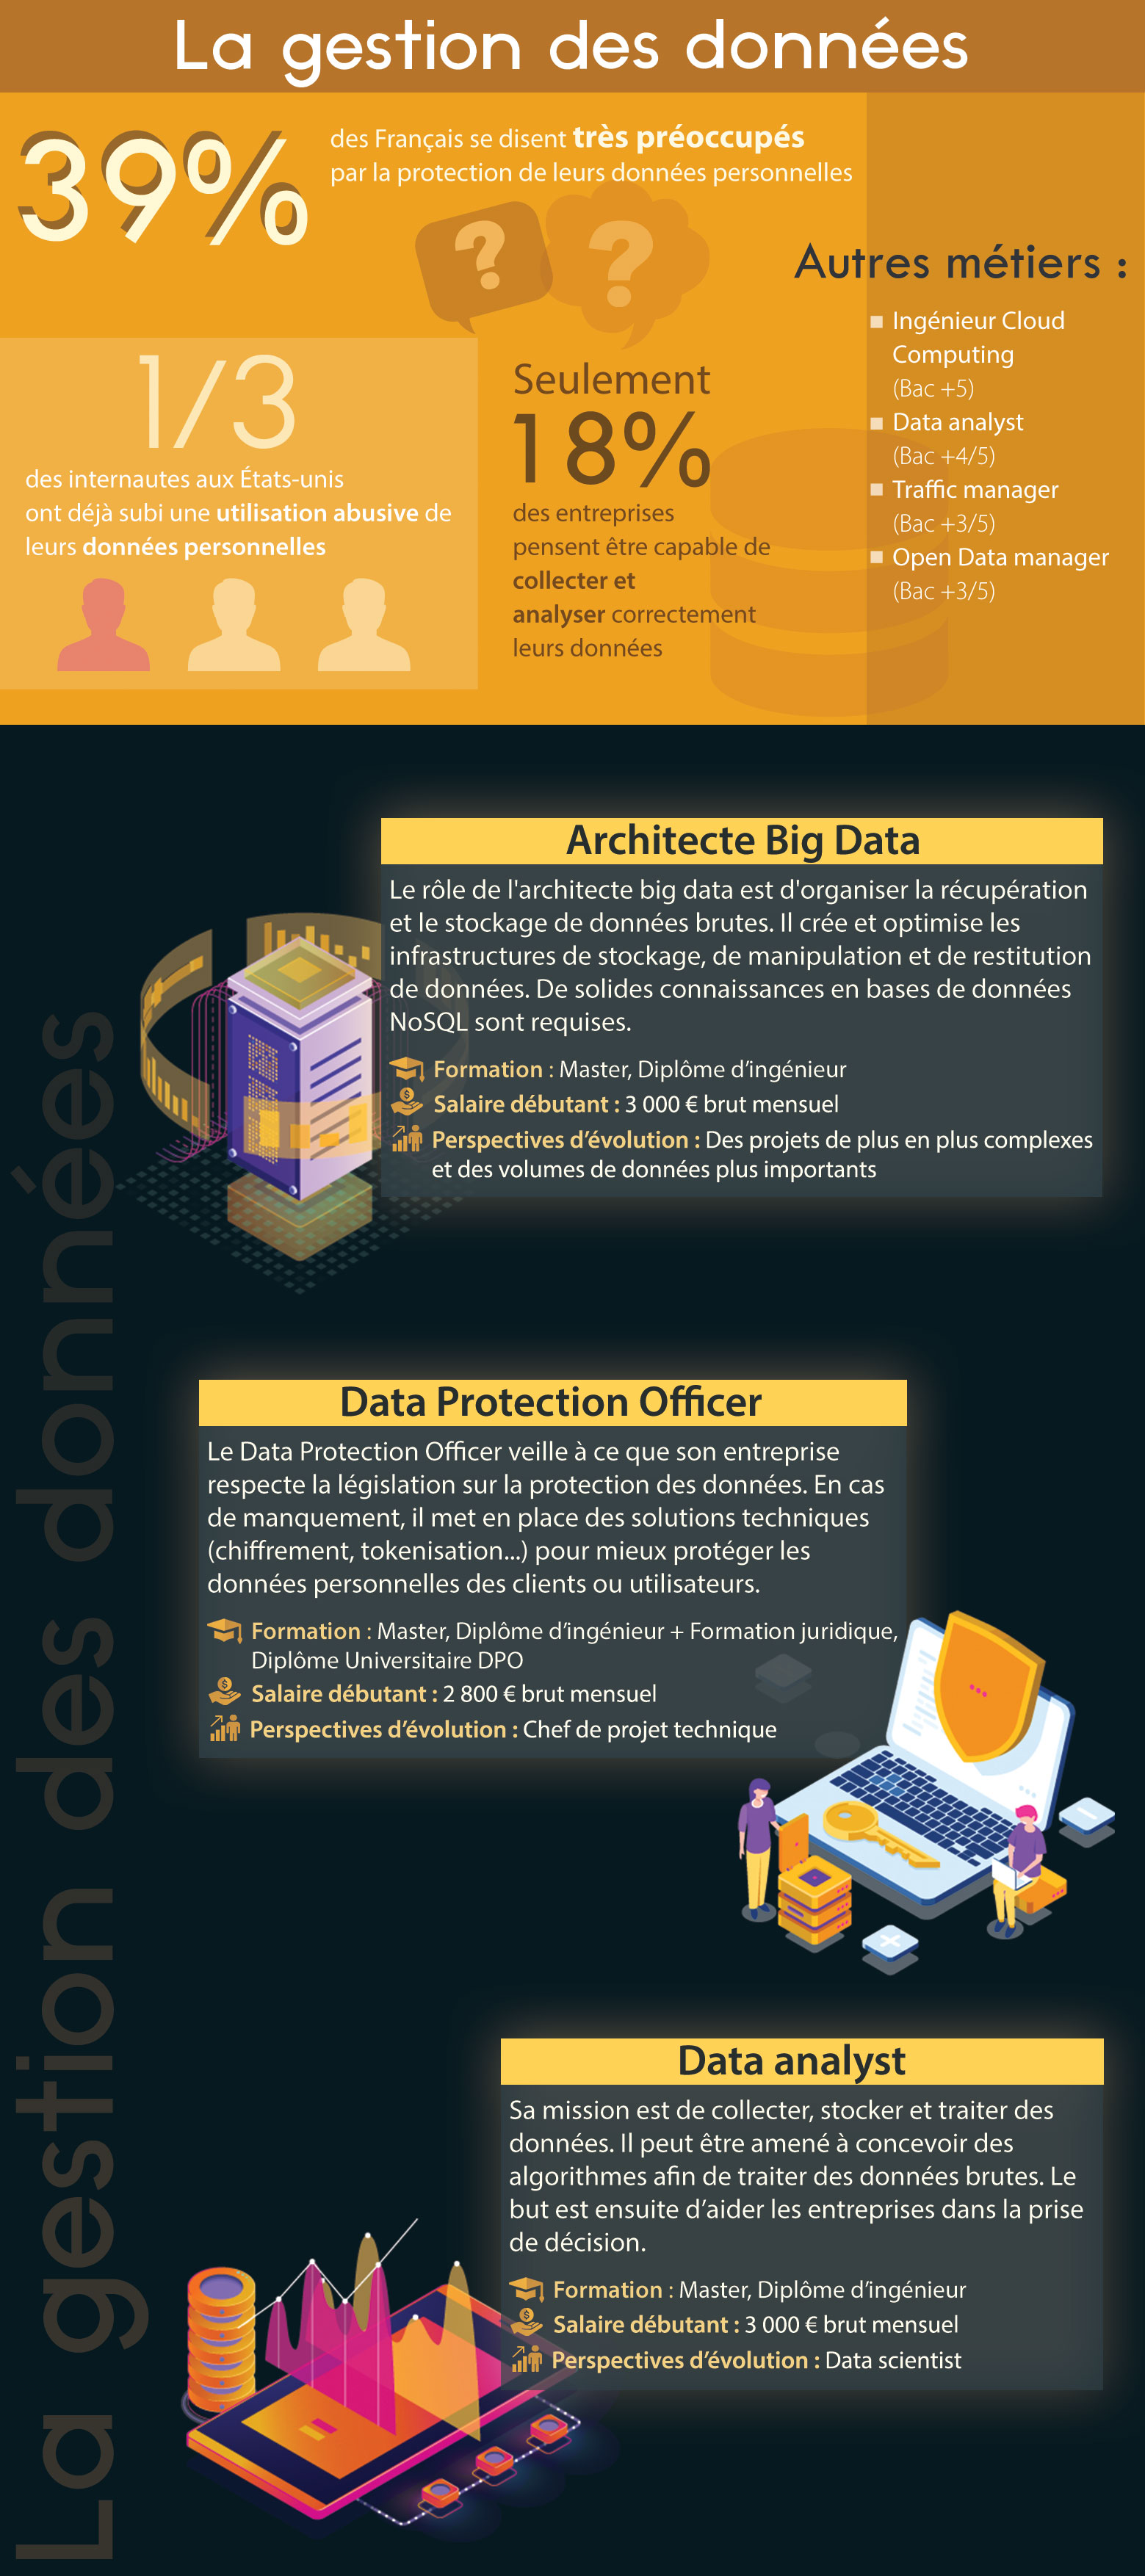 La gestion des données
39%
des Français se disent très préoccupés
par la protection de leurs données personnelles
?
?
1/3
des internautes aux États-unis
ont déjà subi une utilisation abusive de
leurs données personnelles
Seulement
18%
des entreprises
pensent être capable de
collecter et
analyser correctement
leurs données
Autres métiers :
Ingénieur Cloud
Computing
(Bac +5)
Data analyst
(Bac +4/5)
Traffic manager
(Bac +3/5)
Open Data manager
(Bac +3/5)
Architecte Big Data
Le rôle de l'architecte big data est d'organiser la récupération
et le stockage de données brutes. Il crée et optimise les
infrastructures de stockage, de manipulation et de restitution
de données. De solides connaissances en bases de données
NoSQL sont requises.
Formation : Master, Diplôme d’ingénieur
Salaire débutant : 3 000 € brut mensuel
Perspectives d’évolution : Des projets de plus en plus complexes
et des volumes de données plus importants
Data Protection Officer
Le Data Protection Officer veille à ce que son entreprise
respecte la législation sur la protection des données. En cas
de manquement, il met en place des solutions techniques
(chiffrement, tokenisation...) pour mieux protéger les
données personnelles des clients ou utilisateurs.
Formation : Master, Diplôme d’ingénieur + Formation juridique,
Diplôme Universitaire DPO
Salaire débutant : 2 800 € brut mensuel
Perspectives d’évolution : Chef de projet technique
Data analyst
Sa mission est de collecter, stocker et traiter des
données. Il peut être amené à concevoir des
algorithmes afin de traiter des données brutes. Le
but est ensuite d’aider les entreprises dans la prise
de décision.
Formation : Master, Diplôme d’ingénieur
Salaire débutant : 3 000 € brut mensuel
Perspectives d’évolution : Data scientist
La gestion des données